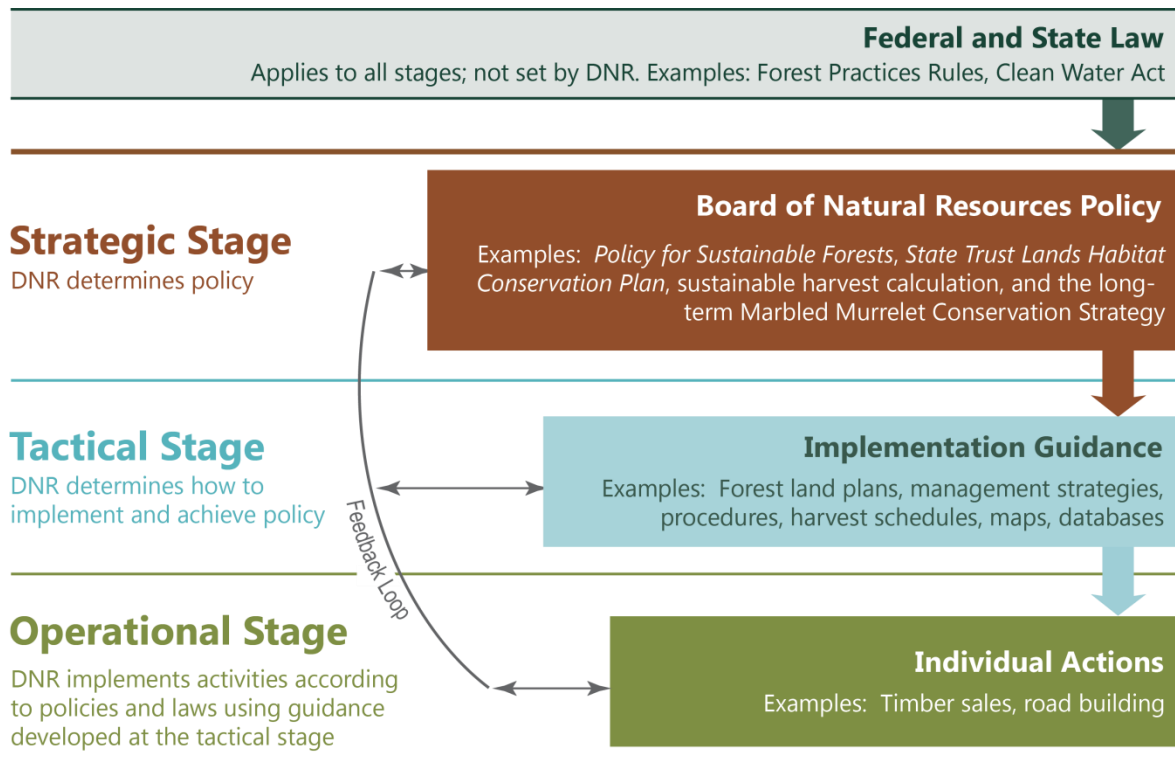 Federal and State Law
Applies to all stages; not set by DNR. Examples: Forest Practices Rules, Clean Water Act
Strategic Stage
DNR determines policy
Board of Natural Resources Policy
Examples: Policy for Sustainable Forests, State Trust Lands Habitat
Conservation Plan, sustainable harvest calculation, and the long-
term Marbled Murrelet Conservation Strategy
Tactical Stage
DNR determines how to
implement and achieve policy
Implementation Guidance
Examples: Forest land plans, management strategies,
procedures, harvest schedules, maps, databases
Feedback Loop
Operational Stage
DNR implements activities according
to policies and laws using guidance
developed at the tactical stage
Individual Actions
Examples: Timber sales, road building